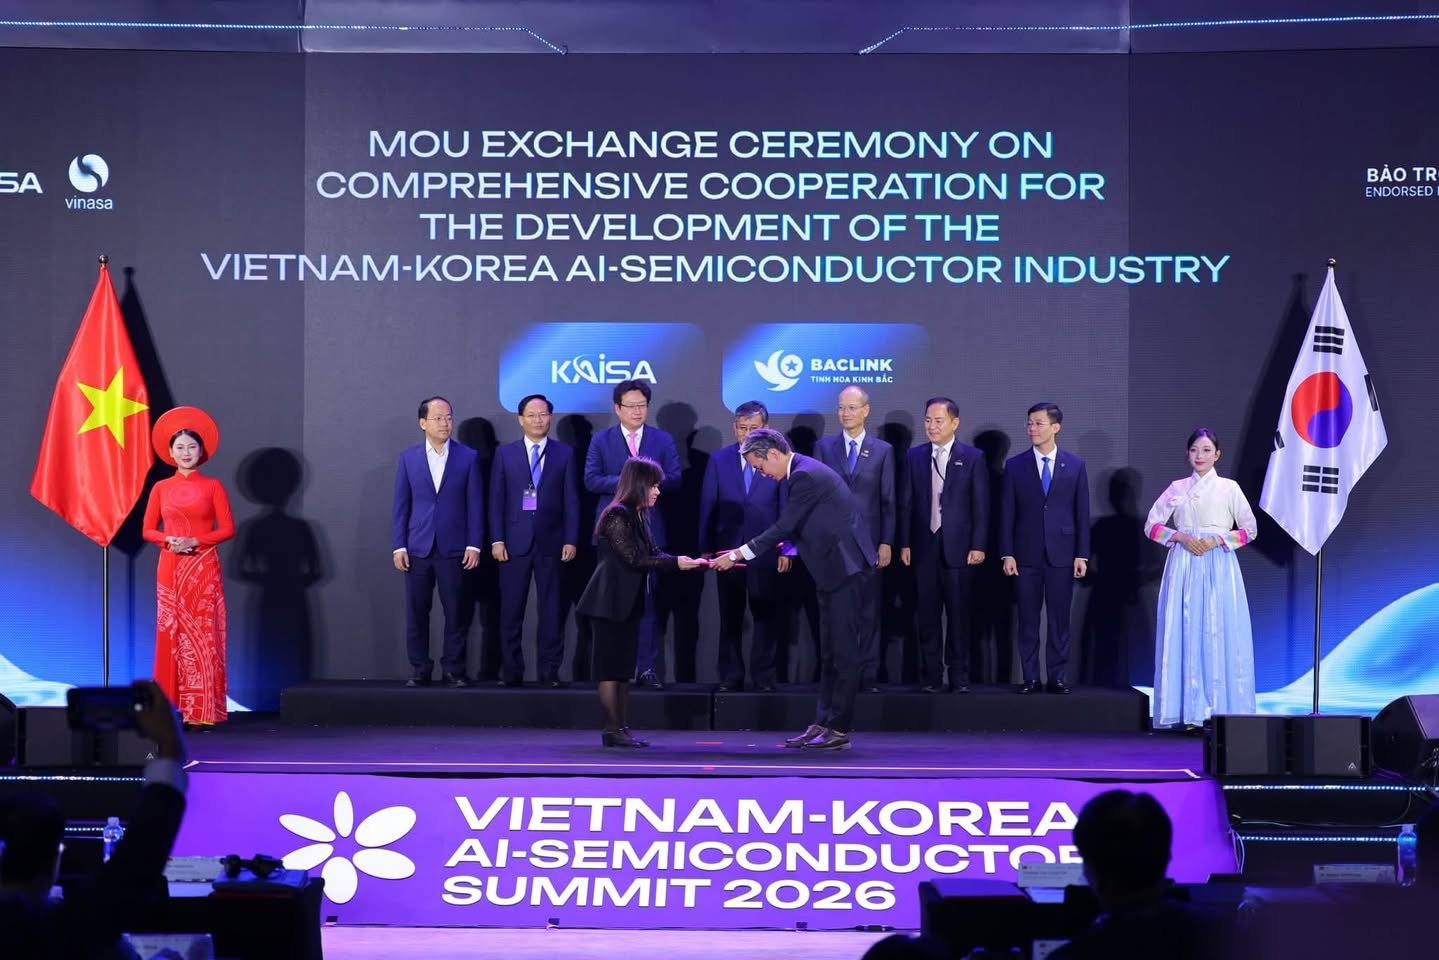 MOU EXCHANGE CEREMONY ON
COMPREHENSIVE COOPERATION FOR
THE DEVELOPMENT OF THE
VIETNAM-KOREA AI-SEMICONDUCTOR INDUSTRY
SA
vinasa
BẢO TR
ENDORSED
KAISA
BACLINK
TINH HOA KINH BẮC
VIETNAM-KOREA
AI-SEMICONDUCTOR
SUMMIT 2026